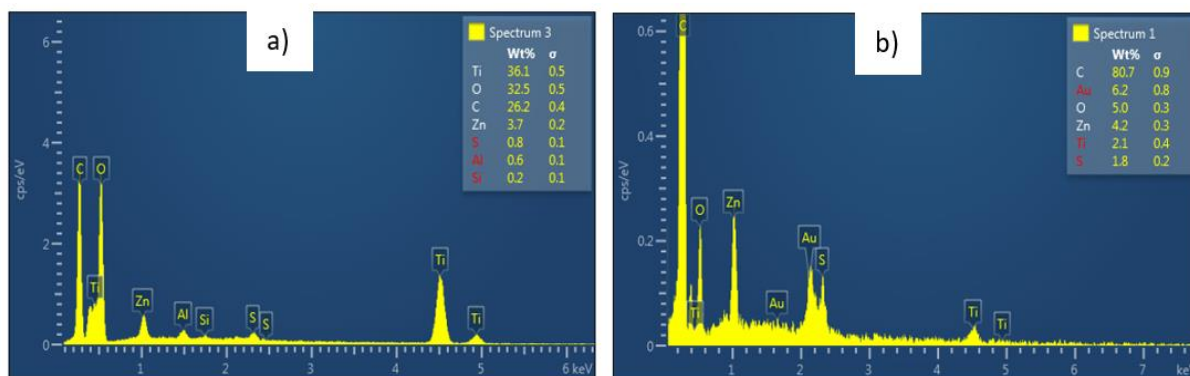 a)
Spectrum 3
Wt% σ
Ti 36.1 0.5
O 32.5 0.5
C 26.2 0.4
Zn 3.7 0.2
S 0.8 0.1
Al 0.6 0.1
Si 0.2 0.1
cps/eV
6
4
2
0
C
O
Ti
Zn
Al
Si
S
S
Ti
Ti
1 2 3 4 5 6 keV
b)
Spectrum 1
Wt% σ
C 80.7 0.9
Au 6.2 0.8
O 5.0 0.3
Zn 4.2 0.3
Ti 2.1 0.4
S 1.8 0.2
cps/eV
0.6
0.4
0.2
0
C
O
Ti
Zn
Au
Au
S
Ti
Ti
1 2 3 4 5 6 7 ke